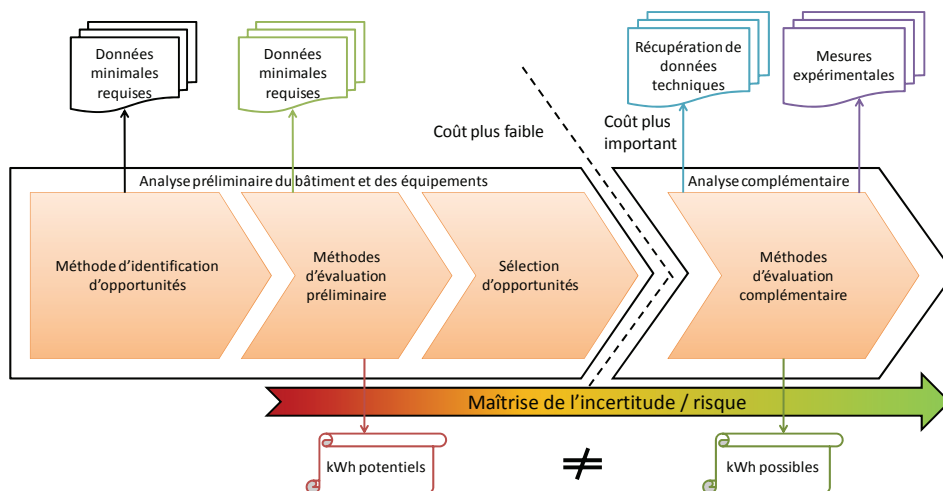 Données
minimales
requises
Données
minimales
requises
Récupération de
données
techniques
Mesures
expérimentales
Coût plus faible
Coût plus
important
Analyse préliminaire du bâtiment et des équipements
Analyse complémentaire
Méthode d'identification
d'opportunités
Méthodes
d'évaluation
préliminaire
Sélection
d'opportunités
Méthodes
d'évaluation
complémentaire
Maîtrise de l'incertitude / risque
kWh potentiels
≠
kWh possibles